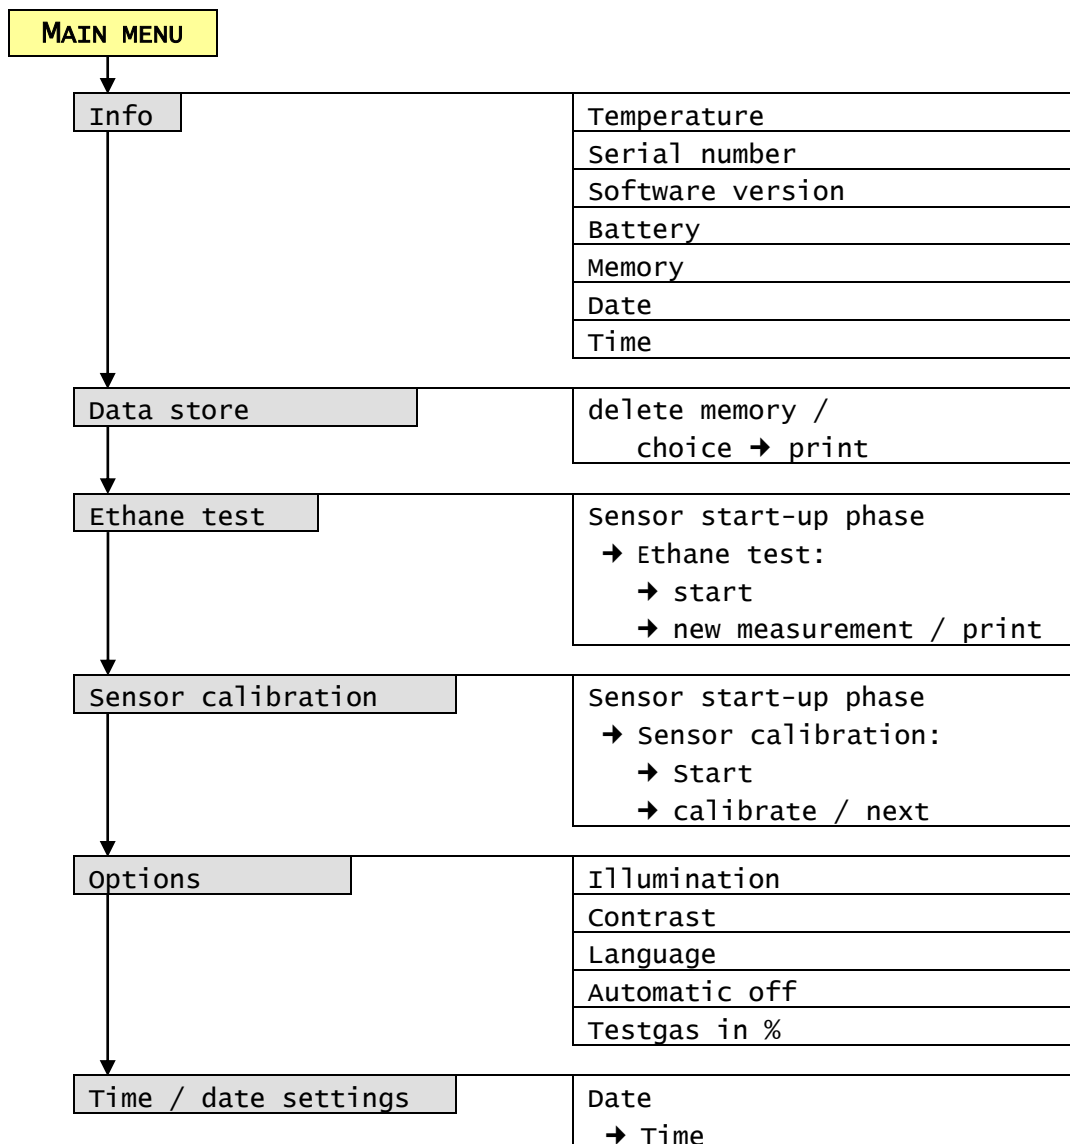 MAIN MENU
Info
Temperature
Serial number
Software version
Battery
Memory
Date
Time
Data store
delete memory /
choice ➔ print
Ethane test
Sensor start-up phase
➔ Ethane test:
➔ start
➔ new measurement / print
Sensor calibration
Sensor start-up phase
➔ Sensor calibration:
➔ Start
➔ calibrate / next
Options
Illumination
Contrast
Language
Automatic off
Testgas in %
Time / date settings
Date
➔ Time